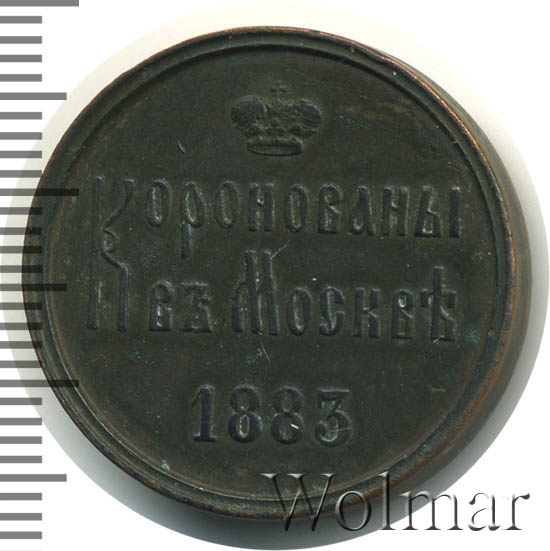 Коронованы
въ Москвѣ
1883
Wolmar